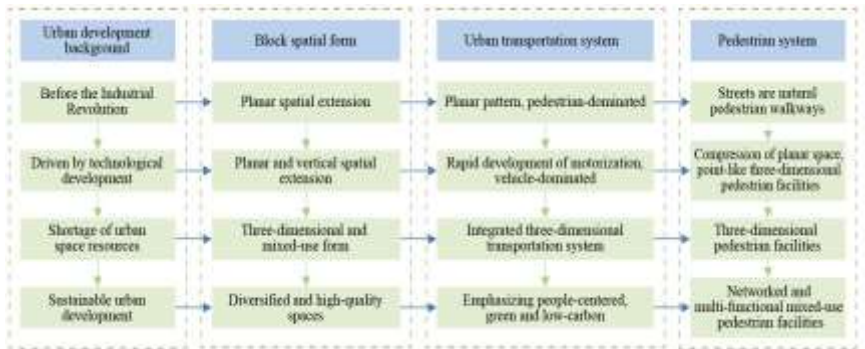 Urban development
background
Block spatial form
Urban transportation system
Pedestrian system
Before the Industrial
Revolution
Planar spatial extension
Planar pattern, pedestrian-dominated
Streets are natural
pedestrian walkways
Driven by technological
development
Planar and vertical spatial
extension
Rapid development of motorization,
vehicle-dominated
Compression of planar space,
point-like three-dimensional
pedestrian facilities
Shortage of urban
space resources
Three-dimensional and
mixed-use form
Integrated three-dimensional
transportation system
Three-dimensional
pedestrian facilities
Sustainable urban
development
Diversified and high-quality
spaces
Emphasizing people-centered,
green and low-carbon
Networked and
multi-functional mixed-use
pedestrian facilities